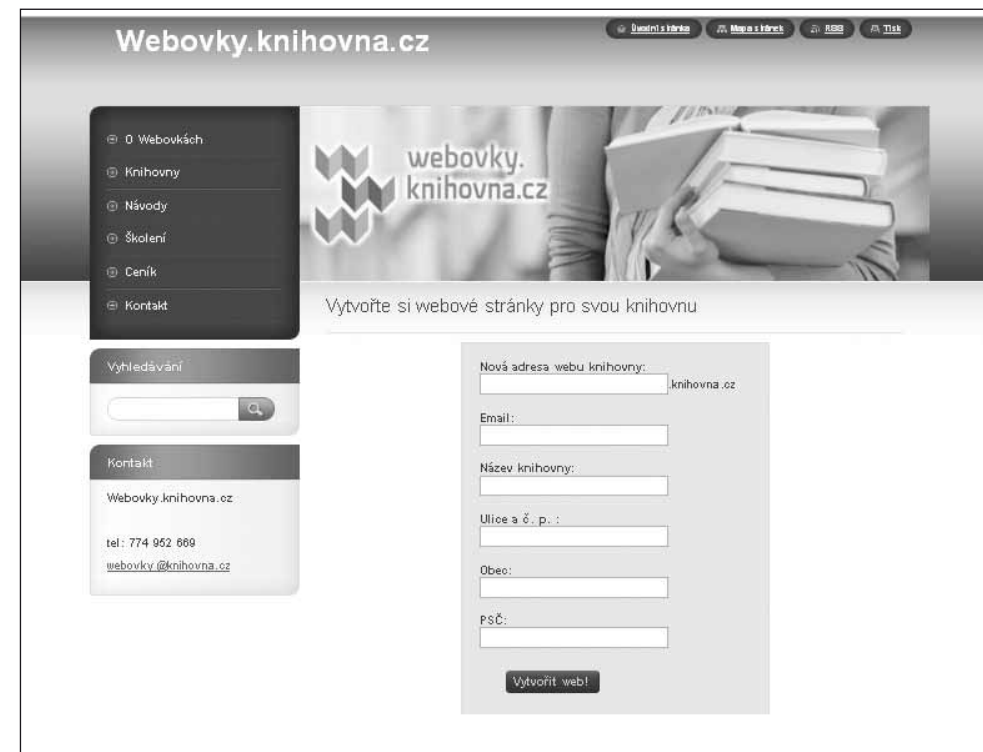 Webovky.knihovna.cz
Úvodní stránka
Mapa stránek
RSS
Tisk
O Webovkách
Knihovny
Návody
Školení
Ceník
Kontakt
webovky.
knihovna.cz
Vytvořte si webové stránky pro svou knihovnu
Vyhledávání
Kontakt
Webovky.knihovna.cz
tel: 774 952 669
webovky@knihovna.cz
Nová adresa webu knihovny:
.knihovna.cz
Email:
Název knihovny:
Ulice a č. p. :
Obec:
PSČ:
Vytvořit web!